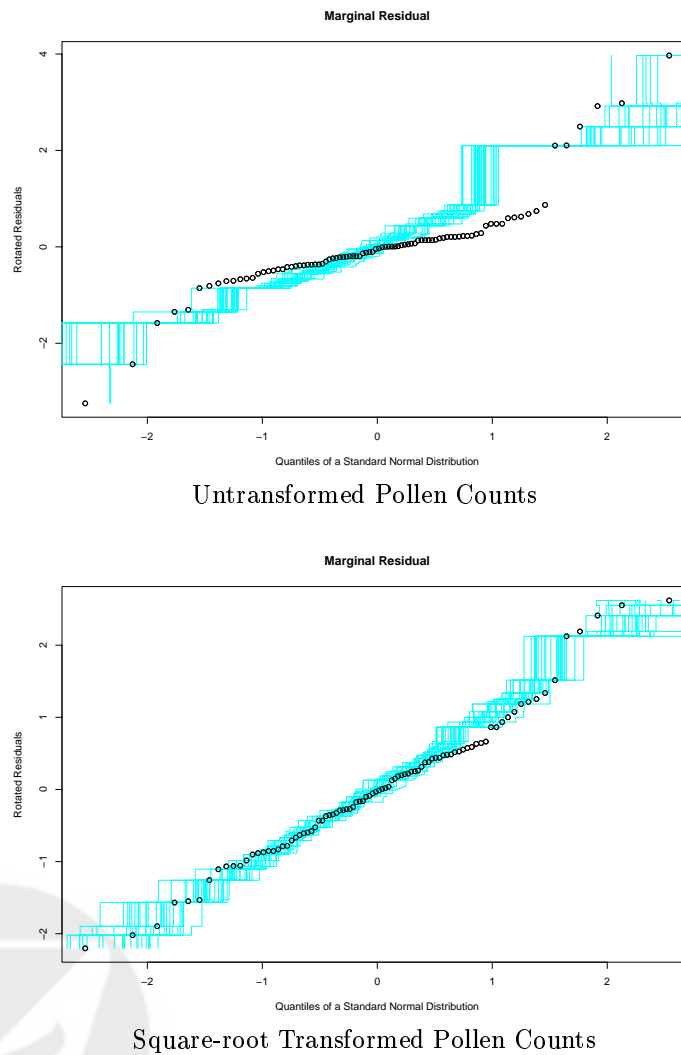 Marginal Residual
4
2
0
−2
Rotated Residuals
−2 −1 0 1 2
Quantiles of a Standard Normal Distribution
Untransformed Pollen Counts
Marginal Residual
2
1
0
−1
−2
Rotated Residuals
−2 −1 0 1 2
Quantiles of a Standard Normal Distribution
Square-root Transformed Pollen Counts